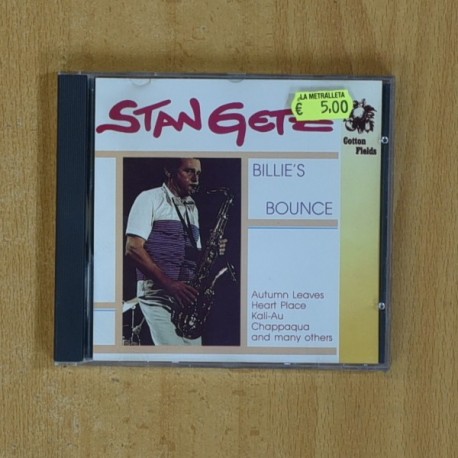 STAN GETZ
¡LA METRALLETA
€ 5,00
Cotton
Fields
BILLIE'S
BOUNCE
Autumn Leaves
Heart Place
Kali-Au
Chappaqua
and many others